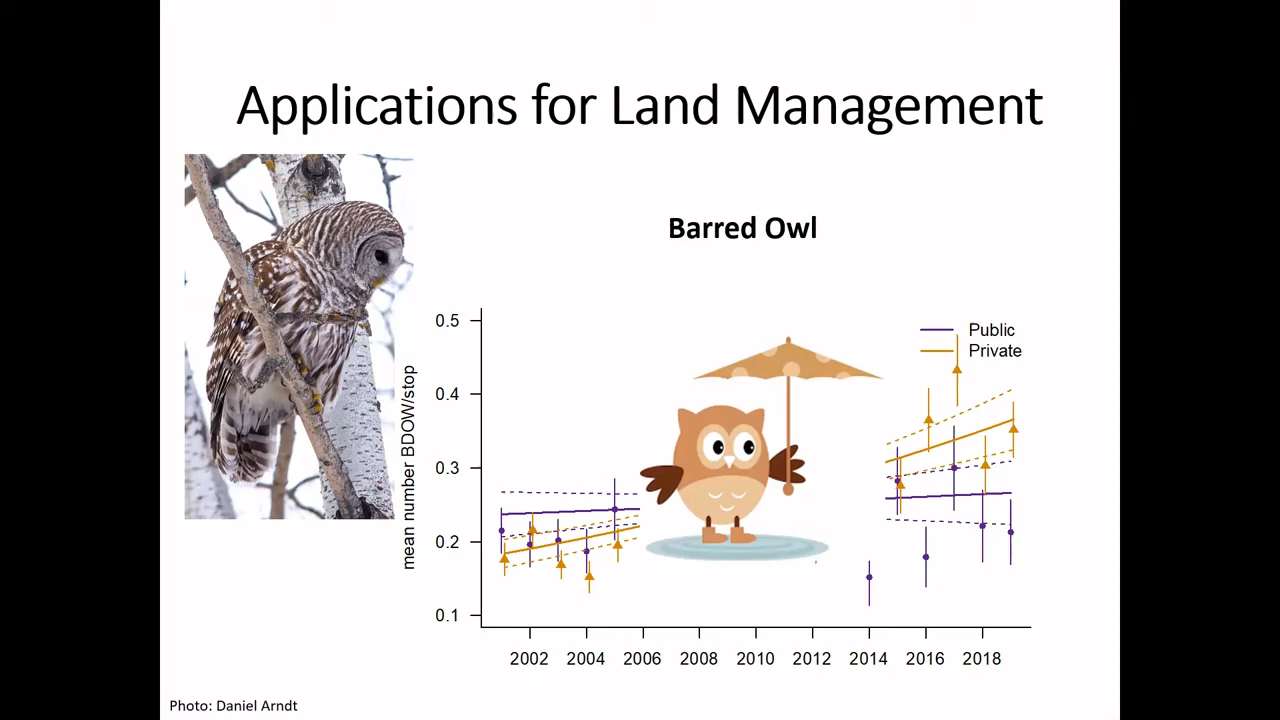 Applications for Land Management
Barred Owl
mean number BDOW/stop
0.5
0.4
0.3
0.2
0.1
Public
Private
2002 2004 2006 2008 2010 2012 2014 2016 2018
Photo: Daniel Arndt